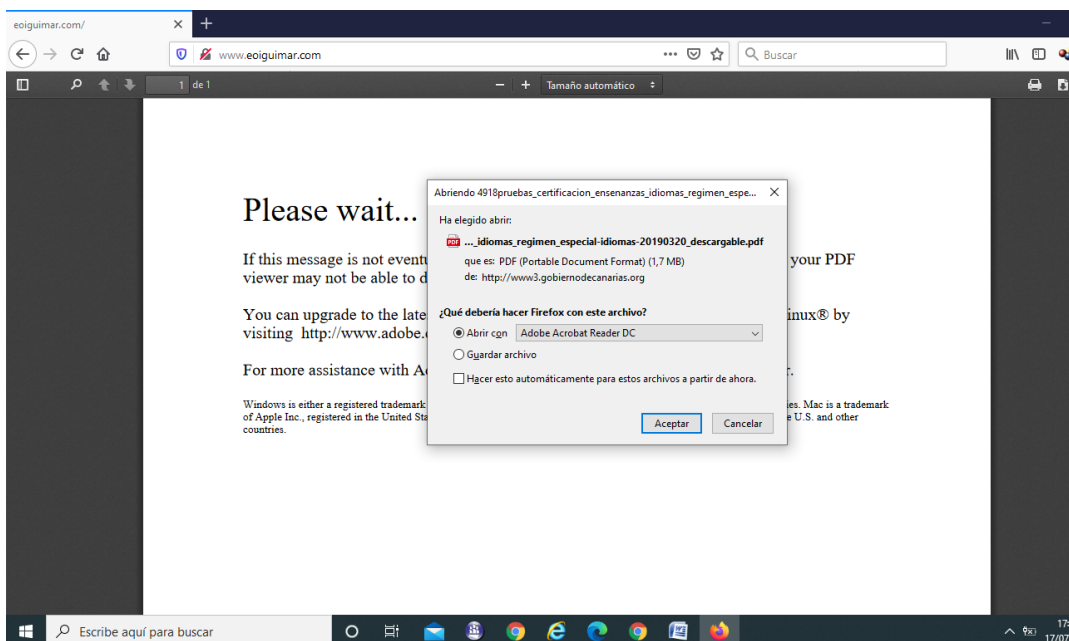 eoiguimar.com/
www.eoiguimar.com
Buscar
1 de 1
Tamaño automático
Please wait...
If this message is not eventu
your PDF
viewer may not be able to d
You can upgrade to the late
inux® by
visiting http://www.adobe.
For more assistance with A
r.
Windows is either a registered trademark
ies. Mac is a trademark
of Apple Inc., registered in the United Sta
e U.S. and other
countries.
Abriendo 4918pruebas_certificacion_ensenanzas_idiomas_regimen_espe...
Ha elegido abrir:
PDF
..._idiomas_regimen_especial-idiomas-20190320_descargable.pdf
que es: PDF (Portable Document Format) (1,7 MB)
de: http://www3.gobiernodecanarias.org
¿Qué debería hacer Firefox con este archivo?
Abrir con Adobe Acrobat Reader DC
Guardar archivo
Hacer esto automáticamente para estos archivos a partir de ahora.
Aceptar Cancelar
Escribe aquí para buscar
17:
17/07